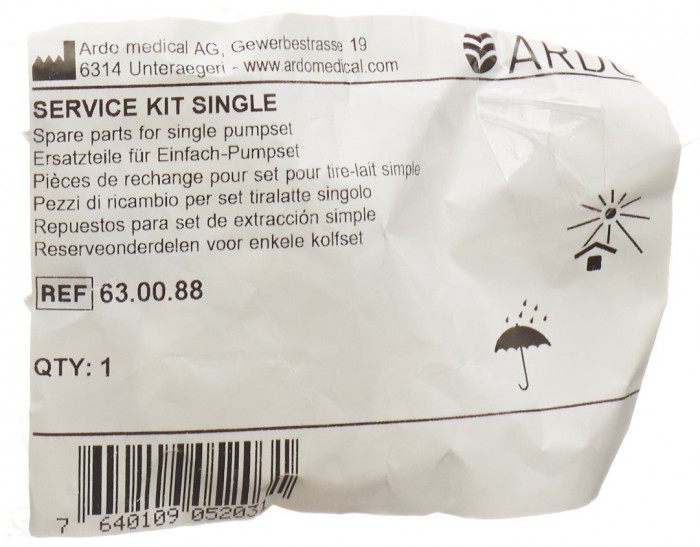 Ardo medical AG, Gewerbestrasse 19
6314 Unteraegeri - www.ardomedical.com
ARDO
SERVICE KIT SINGLE
Spare parts for single pumpset
Ersatzteile für Einfach-Pumpset
Pièces de rechange pour set pour tire-lait simple
Pezzi di ricambio per set tiralatte singolo
Repuestos para set de extracción simple
Reserveonderdelen voor enkele kolfset
REF 63.00.88
QTY: 1
7 640109 05203